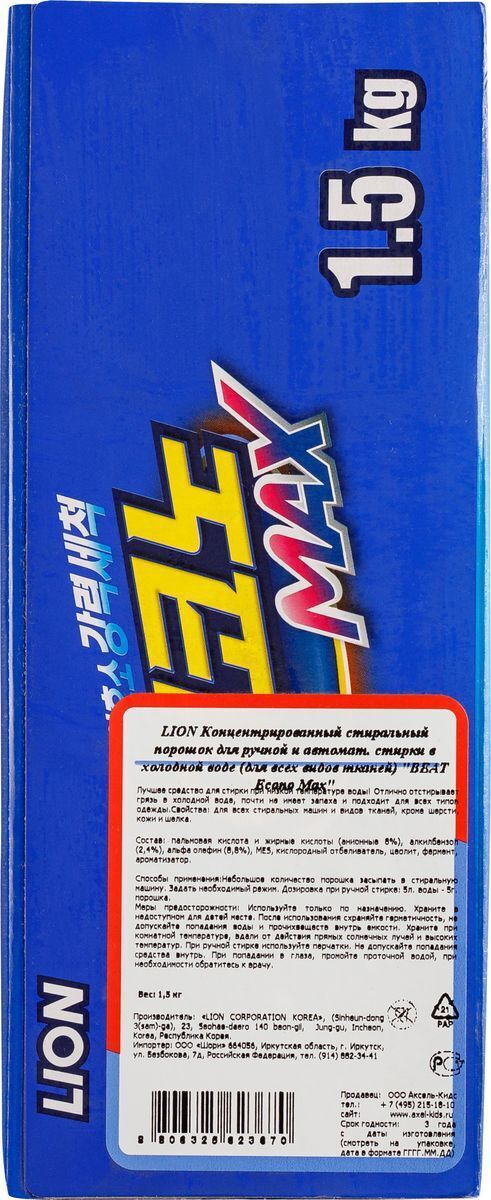 1.5 kg
MAX
코노
강력세척
LION
LION Концентрированный стиральный
порошок для ручной и автомат. стирки в
холодной воде (для всех видов тканей) "BEAT
Econo Max"
Лучшее средство для стирки при низкой температуре воды! Отлично отстирывает
грязь в холодной воде, почти не имеет запаха и подходит для всех типов
одежды.Свойства: для всех стиральных машин и видов тканей, кроме шерсти,
кожи и шелка.
Состав: пальмовая кислота и жирные кислоты (анионные 8%), алкилбензол
(2,4%), альфа олефин (8,8%), MES, кислородный отбеливатель, цеолит, фермент,
ароматизатор.
Способы применения:Небольшое количество порошка засыпать в стиральную
машину. Задать необходимый режим. Дозировка при ручной стирке: 5л. воды - 5г.
порошка.
Меры предосторожности: Используйте только по назначению. Храните в
недоступном для детей месте. После использования сохраняйте герметичность, не
допускайте попадания воды и прочихвеществ внутрь емкости. Храните при
комнатной температуре, вдали от действия прямых солнечных лучей и высоких
температур. При ручной стирке используйте перчатки. Не допускайте попадания
средства внутрь. При попадании в глаза, промойте проточной водой, при
необходимости обратитесь к врачу.
Вес: 1,5 кг
Производитель: «LION CORPORATION KOREA», (Sinheun-dong
3(sam)-ga), 23, Seohae-daero 140 beon-gil, Jung-gu, Incheon,
Korea, Республика Корея.
Импортер: ООО «Шори» 664056, Иркутская область, г. Иркутск,
ул. Безбокова, 7д, Российская Федерация, тел. (914) 882-34-41
21
PAP
PC
8 806325 623670
Продавец: ООО Аксель-Кидс
тел.: +7 (495) 215-18-10
сайт: www.axel-kids.ru
Срок годности: 3 года
с даты изготовления
(смотреть на упаковке,
дата в формате ГГГГ.ММ.ДД)